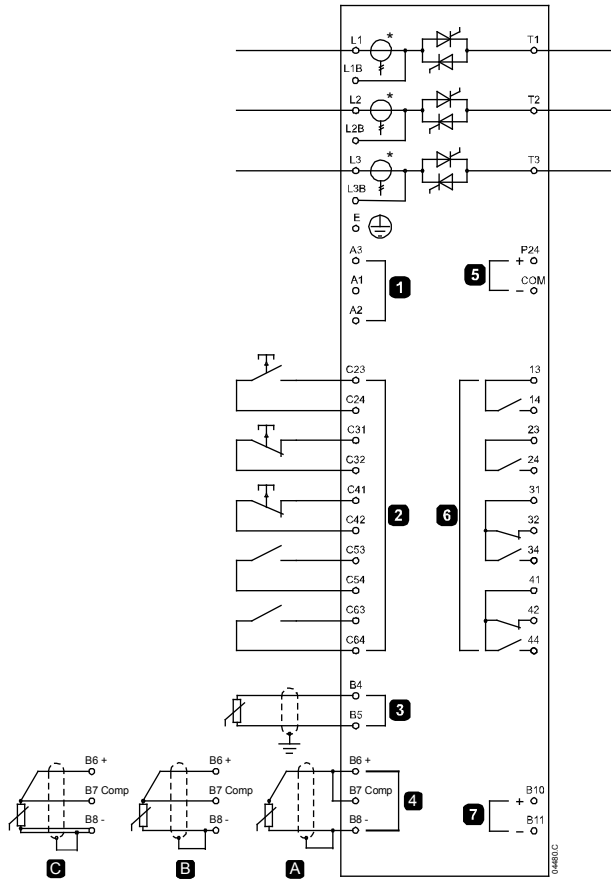 L1 * T1
L1B
L2 * T2
L2B
L3 * T3
L3B
E
A3 P24
1 5 +
A1 COM
-
A2
C23 13
C24 14
C31 23
C32 24
C41 31
2 6
C42 32
C53 34
C54 41
C63 42
C64 44
B4
3
B5
B6 + B6 + B6 +
B7 Comp B7 Comp B7 Comp 4 7 + B10
B8 - B8 - B8 - - B11
C B A
04480.C